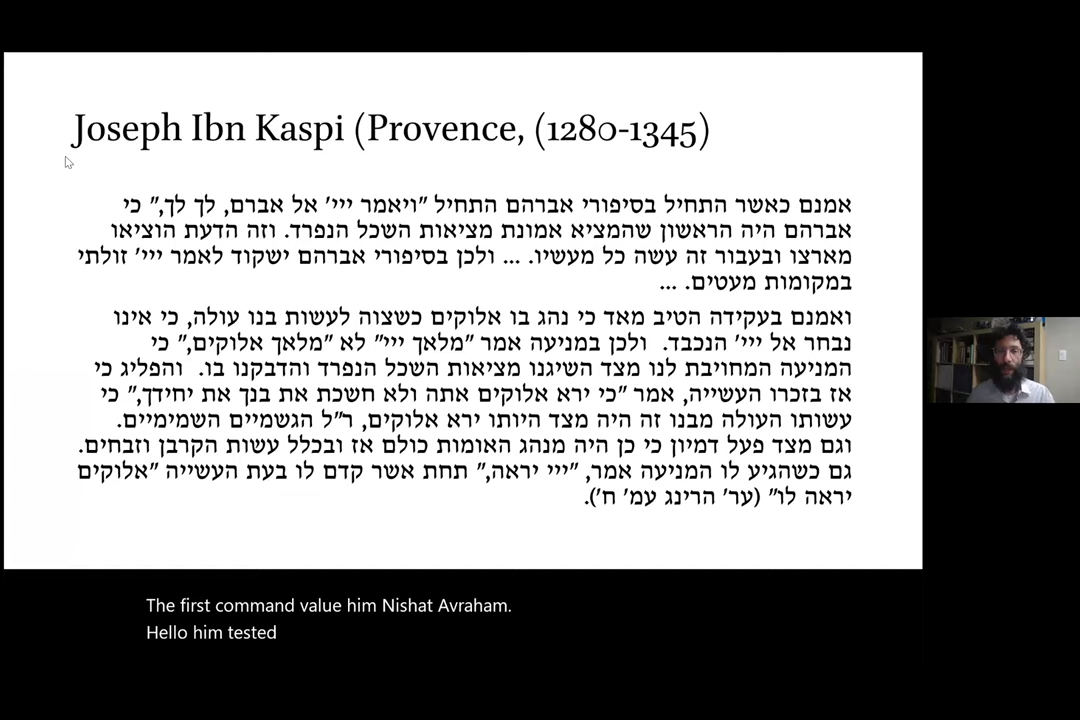 Joseph Ibn Kaspi (Provence, (1280-1345)
אמנם כאשר התחיל בסיפורי אברהם התחיל "ויאמר ייי' אל אברם, לך לך," כי
אברהם היה הראשון שהמציא אמונת מציאות השכל הנפרד. וזה הדעת הוציאו
מארצו ובעבור זה עשה כל מעשיו. ... ולכן בסיפורי אברהם ישקוד לאמר ייי' זולתי
במקומות מעטים. ...
ואמנם בעקידה הטיב מאד כי נהג בו אלוקים כשצוה לעשות בנו עולה, כי אינו
נבחר אל ייי' הנכבד. ולכן במניעה אמר "מלאך ייי" לא "מלאך אלוקים," כי
המניעה המחויבת לנו מצד השיגנו מציאות השכל הנפרד והדבקנו בו. והפליג כי
אז בזכרו העשייה, אמר "כי ירא אלוקים אתה ולא חשכת את בנך את יחידך," כי
עשותו העולה מבנו זה היה מצד היותו ירא אלוקים, ר"ל הגשמיים השמימיים.
וגם מצד פעל דמיון כי כן היה מנהג האומות כולם אז ובכלל עשות הקרבן וזבחים.
גם כשהגיע לו המניעה אמר, "ייי יראה," תחת אשר קדם לו בעת העשייה "אלוקים
יראה לו" (ער' הרינג עמ' ח').
The first command value him Nishat Avraham.
Hello him tested